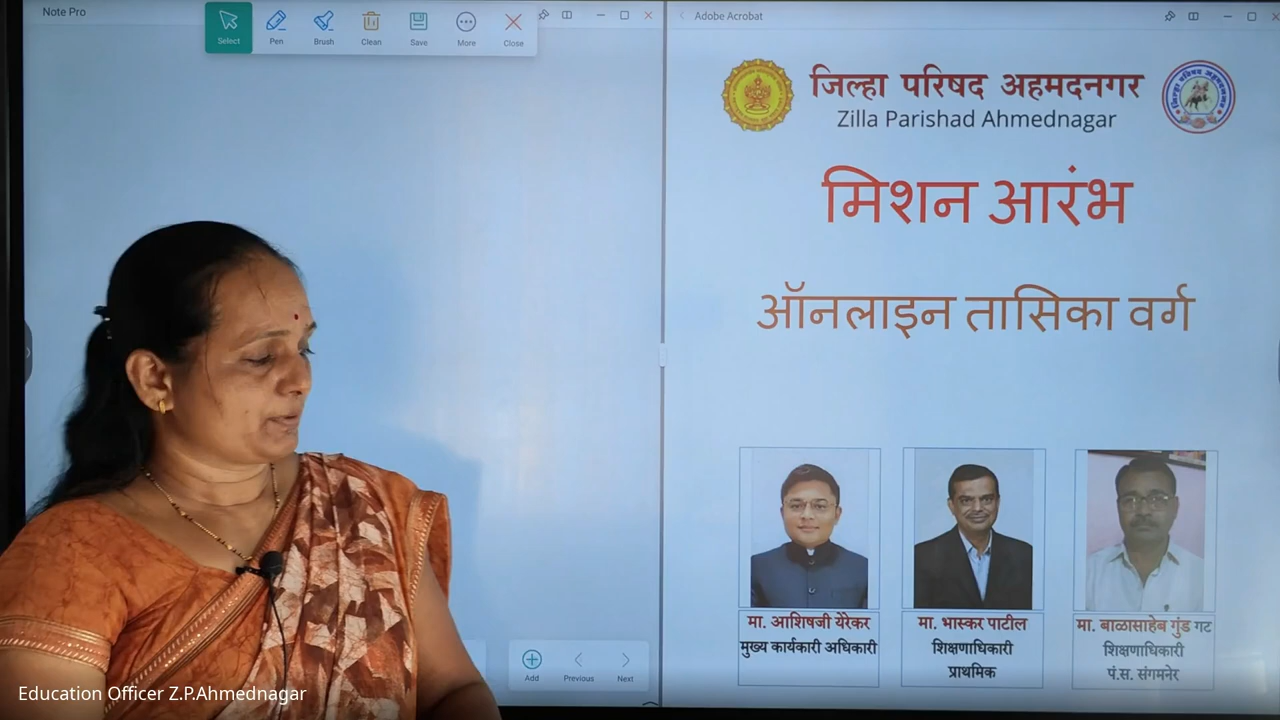 Note Pro
Select
Pen
Brush
Clean
Save
More
Close
Adobe Acrobat
जिल्हा परिषद अहमदनगर
Zilla Parishad Ahmednagar
मिशन आरंभ
ऑनलाइन तासिका वर्ग
मा. आशिषजी येरेकर
मुख्य कार्यकारी अधिकारी
मा. भास्कर पाटील
शिक्षणाधिकारी
प्राथमिक
मा. बाळासाहेब गुंड गट
शिक्षणाधिकारी
पं.स. संगमनेर
Add
Previous
Next
Education Officer Z.P.Ahmednagar